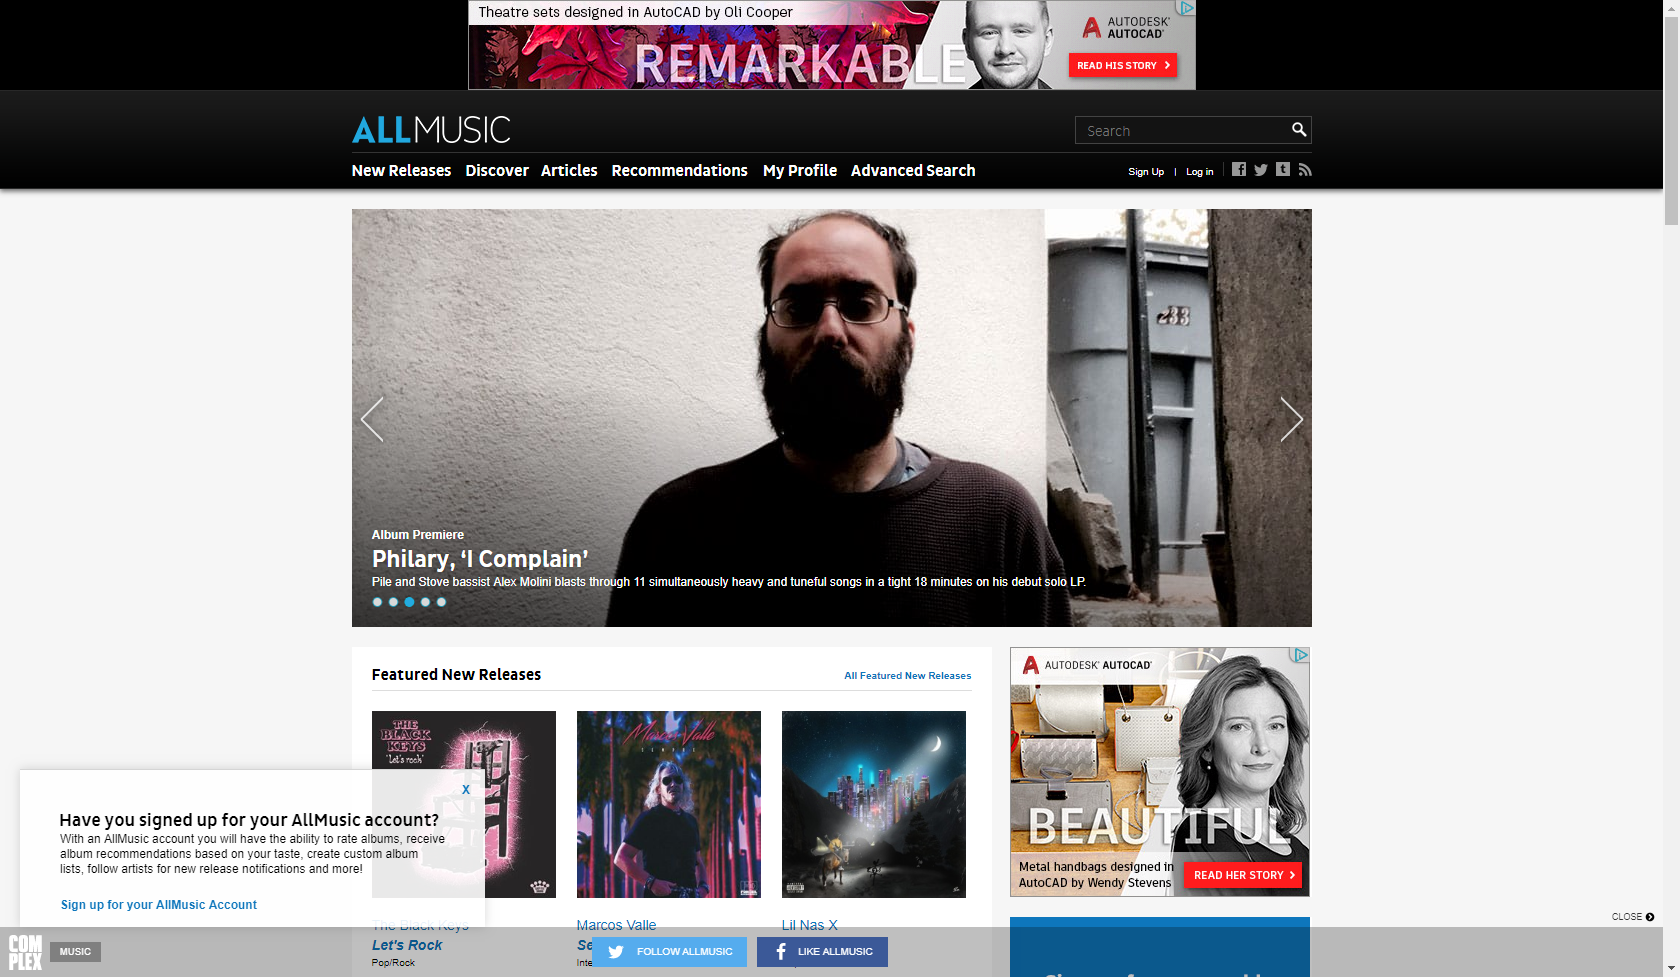 Theatre sets designed in AutoCAD by Oli Cooper
REMARKABLE
AUTODESK®
AUTOCAD®
READ HIS STORY
ALLMUSIC
Search
New Releases Discover Articles Recommendations My Profile Advanced Search
Sign Up | Log in
233
Album Premiere
Philary, ‘I Complain’
Pile and Stove bassist Alex Molini blasts through 11 simultaneously heavy and tuneful songs in a tight 18 minutes on his debut solo LP.
Featured New Releases
All Featured New Releases
THE
BLACK
KEYS
"Let's rock"
Marcos Valle
SEMPRE
AUTODESK® AUTOCAD®
BEAUTIFUL
Metal handbags designed in
AutoCAD by Wendy Stevens
READ HER STORY
X
Have you signed up for your AllMusic account?
With an AllMusic account you will have the ability to rate albums, receive
album recommendations based on your taste, create custom album
lists, follow artists for new release notifications and more!
Sign up for your AllMusic Account
The Black Keys
Let's Rock
Pop/Rock
Marcos Valle
Se
Inte
Lil Nas X
CLOSE
COM
PLEX
MUSIC
FOLLOW ALLMUSIC
LIKE ALLMUSIC